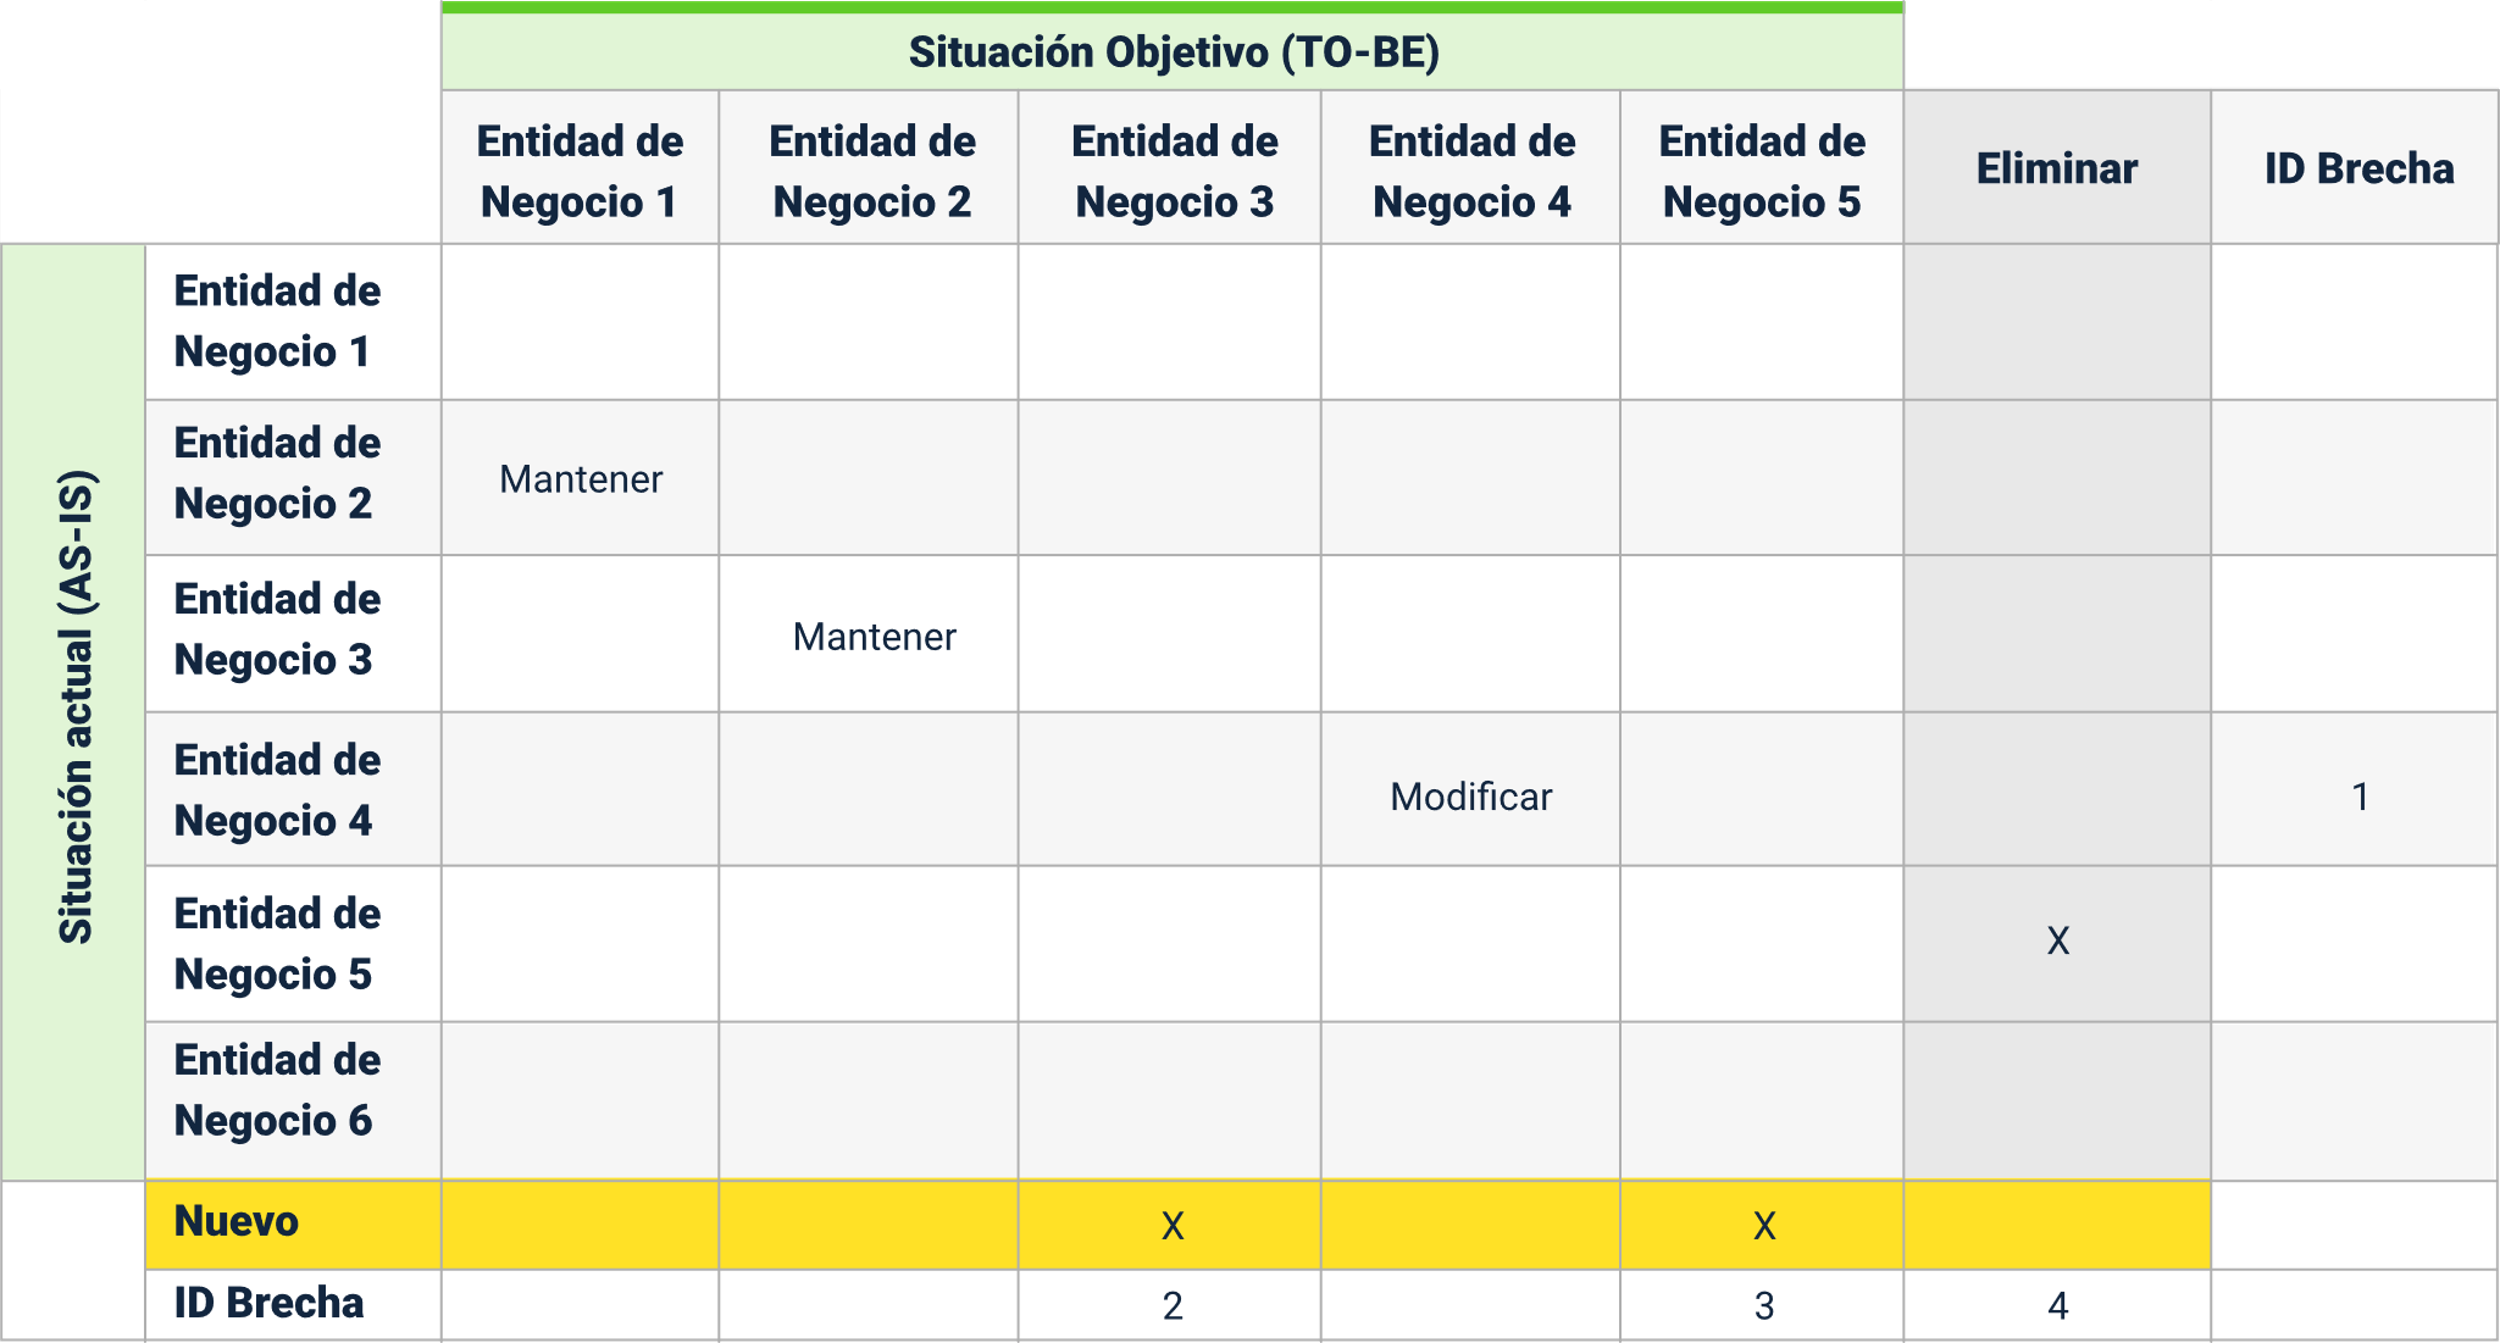 Situación Objetivo (TO-BE)
Entidad de
Negocio 1
Entidad de
Negocio 2
Entidad de
Negocio 3
Entidad de
Negocio 4
Entidad de
Negocio 5
Eliminar
ID Brecha
Situación actual (AS-IS)
Entidad de
Negocio 1
Entidad de
Negocio 2
Mantener
Entidad de
Negocio 3
Mantener
Entidad de
Negocio 4
Modificar
1
Entidad de
Negocio 5
X
Entidad de
Negocio 6
Nuevo
X
X
ID Brecha
2
3
4